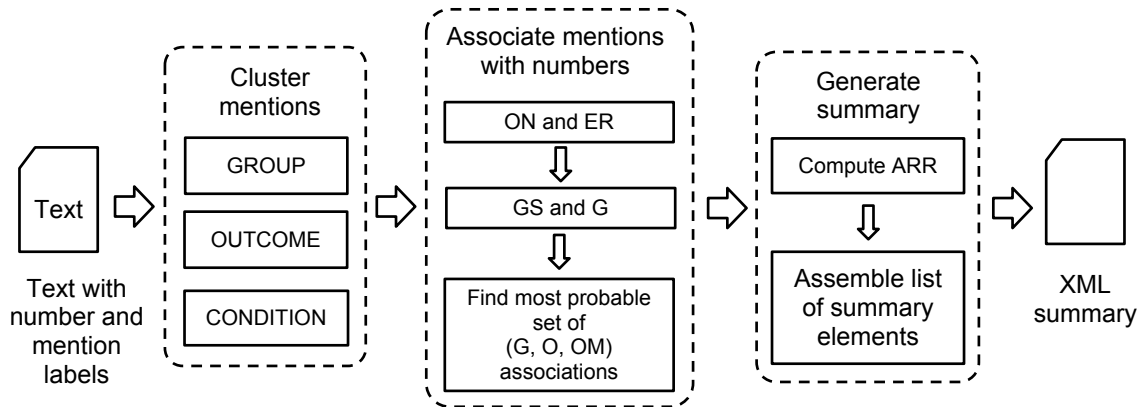 Text
Text with
number and
mention
labels
Cluster
mentions
GROUP
OUTCOME
CONDITION
Associate mentions
with numbers
ON and ER
GS and G
Find most probable
set of
(G, O, OM)
associations
Generate
summary
Compute ARR
Assemble list
of summary
elements
XML
summary